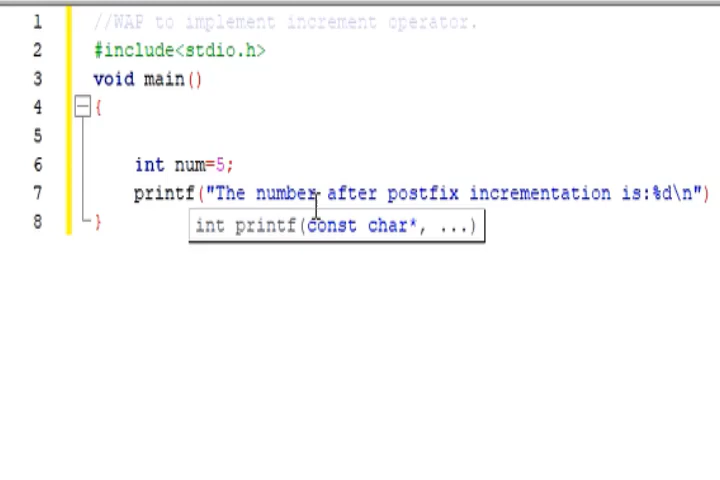 1 //WAP to implement increment operator.
2 #include<stdio.h>
3 void main()
4 {
5
6 int num=5;
7 printf("The number after postfix incrementation is:%d\n")
8 }
int printf(const char*, ...)